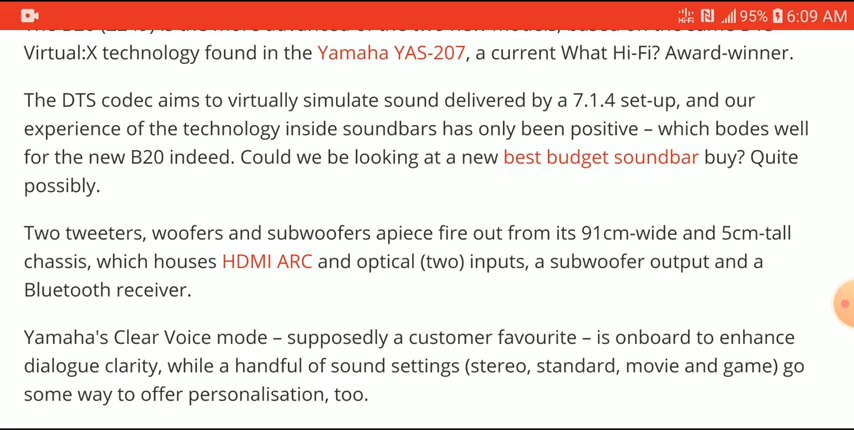 HI-FI 95% 6:09 AM
Virtual:X technology found in the Yamaha YAS-207, a current What Hi-Fi? Award-winner.
The DTS codec aims to virtually simulate sound delivered by a 7.1.4 set-up, and our
experience of the technology inside soundbars has only been positive – which bodes well
for the new B20 indeed. Could we be looking at a new best budget soundbar buy? Quite
possibly.
Two tweeters, woofers and subwoofers apiece fire out from its 91cm-wide and 5cm-tall
chassis, which houses HDMI ARC and optical (two) inputs, a subwoofer output and a
Bluetooth receiver.
Yamaha's Clear Voice mode – supposedly a customer favourite – is onboard to enhance
dialogue clarity, while a handful of sound settings (stereo, standard, movie and game) go
some way to offer personalisation, too.